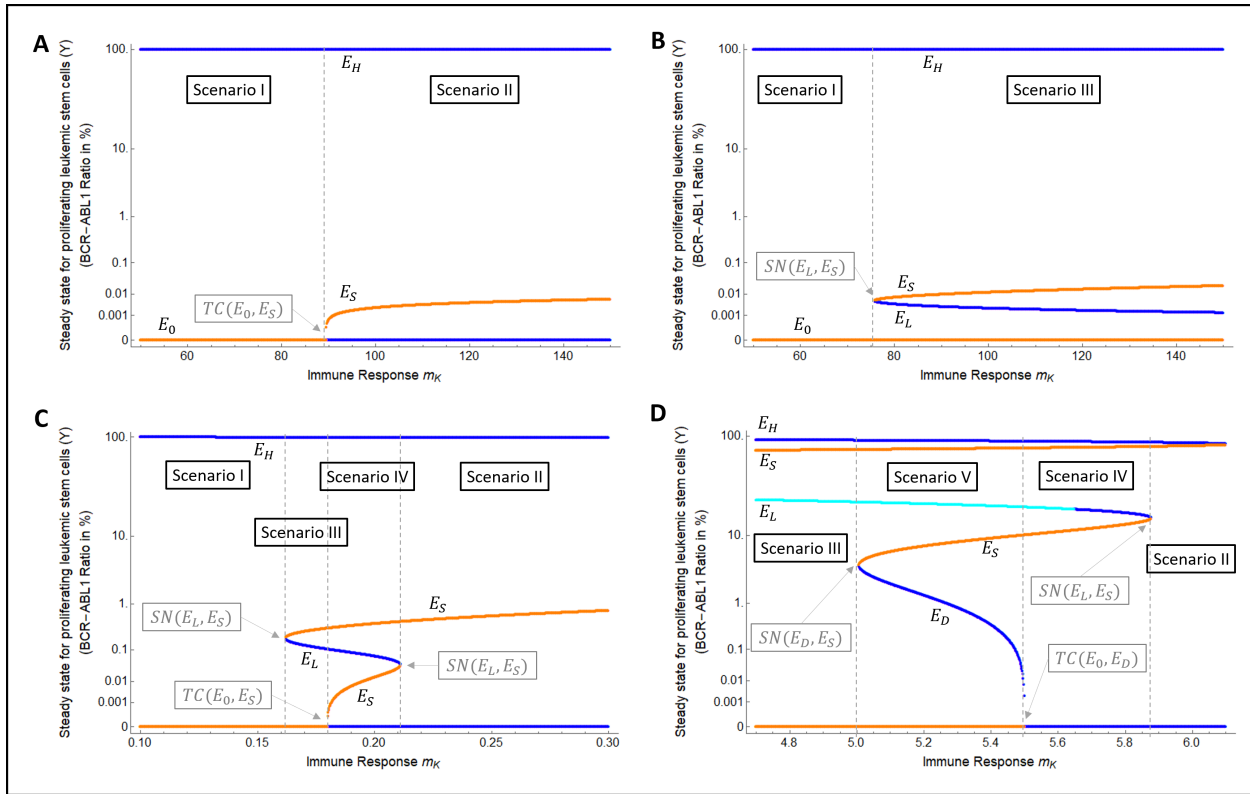 A
Steady state for proliferating leukemic stem cells (Y)
(BCR−ABL1 Ratio in %)
100.
10.
1.
0.1
0.01
0.001
0
E_H
Scenario I
Scenario II
TC(E_0, E_S)
E_S
E_0
60 80 100 120 140
Immune Response m_K
B
Steady state for proliferating leukemic stem cells (Y)
(BCR−ABL1 Ratio in %)
100.
10.
1.
0.1
0.01
0.001
0
E_H
Scenario I
Scenario III
SN(E_L, E_S)
E_S
E_L
E_0
60 80 100 120 140
Immune Response m_K
C
Steady state for proliferating leukemic stem cells (Y)
(BCR−ABL1 Ratio in %)
100.
10.
1.
0.1
0.01
0.001
0
E_H
Scenario I
Scenario IV
Scenario II
Scenario III
SN(E_L, E_S)
E_S
E_L
SN(E_L, E_S)
TC(E_0, E_S)
E_S
0.10 0.15 0.20 0.25 0.30
Immune Response m_K
D
Steady state for proliferating leukemic stem cells (Y)
(BCR−ABL1 Ratio in %)
100.
10.
1.
0.1
0.01
0.001
0
E_H
E_S
Scenario V
Scenario IV
E_L
Scenario III
E_S
Scenario II
SN(E_L, E_S)
SN(E_D, E_S)
E_D
TC(E_0, E_D)
4.8 5.0 5.2 5.4 5.6 5.8 6.0
Immune Response m_K